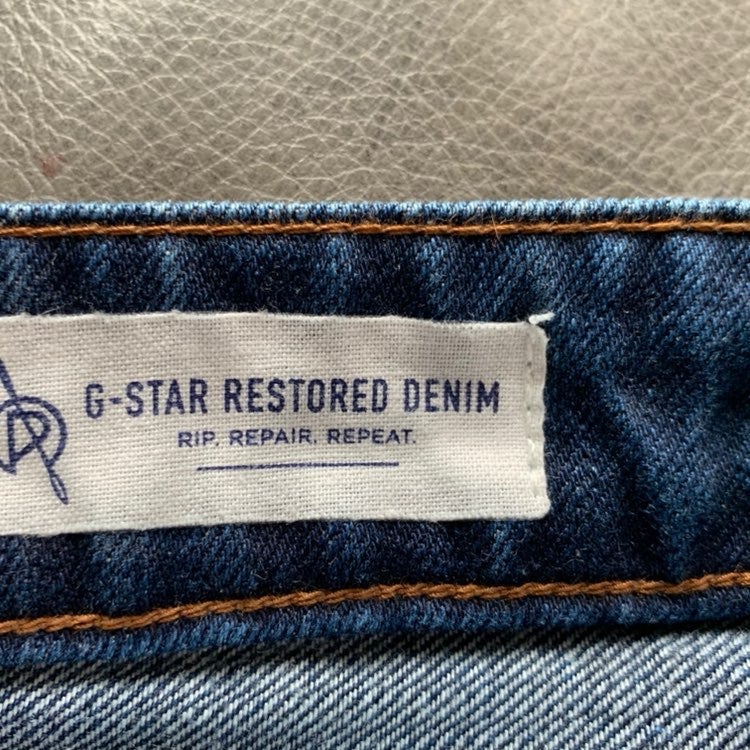 G-STAR RESTORED DENIM
RIP. REPAIR. REPEAT.